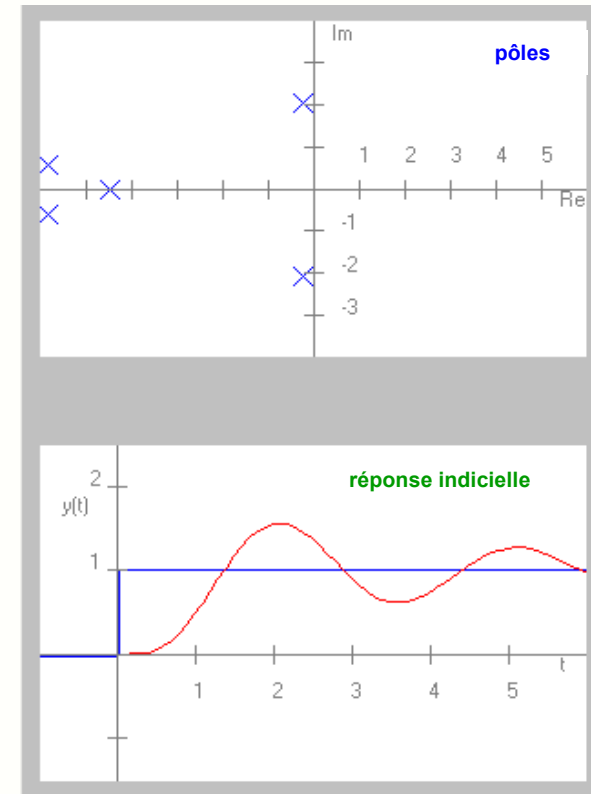 Im
pôles
1 2 3 4 5
Re
-1
-2
-3
réponse indicielle
2
y(t)
1
t
1 2 3 4 5